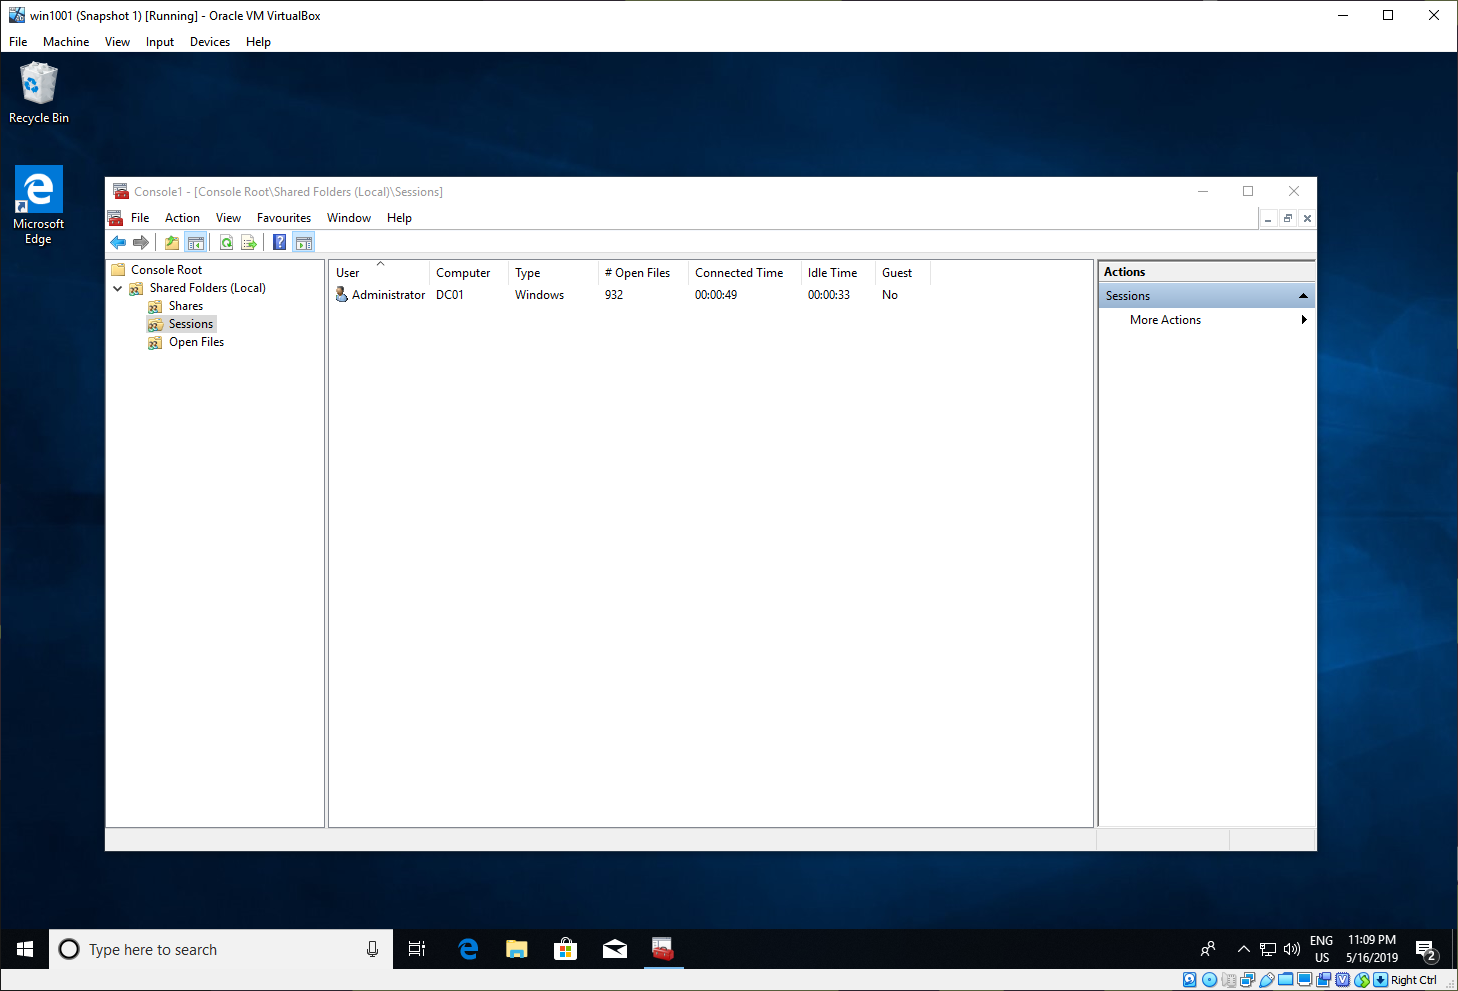 win1001 (Snapshot 1) [Running] - Oracle VM VirtualBox
File Machine View Input Devices Help
Recycle Bin
Microsoft
Edge
Console1 - [Console Root\Shared Folders (Local)\Sessions]
File Action View Favourites Window Help
Console Root
Shared Folders (Local)
Shares
Sessions
Open Files
User Computer Type # Open Files Connected Time Idle Time Guest
Administrator DC01 Windows 932 00:00:49 00:00:33 No
Actions
Sessions
More Actions
Type here to search
ENG
US
11:09 PM
5/16/2019
2
Right Ctrl